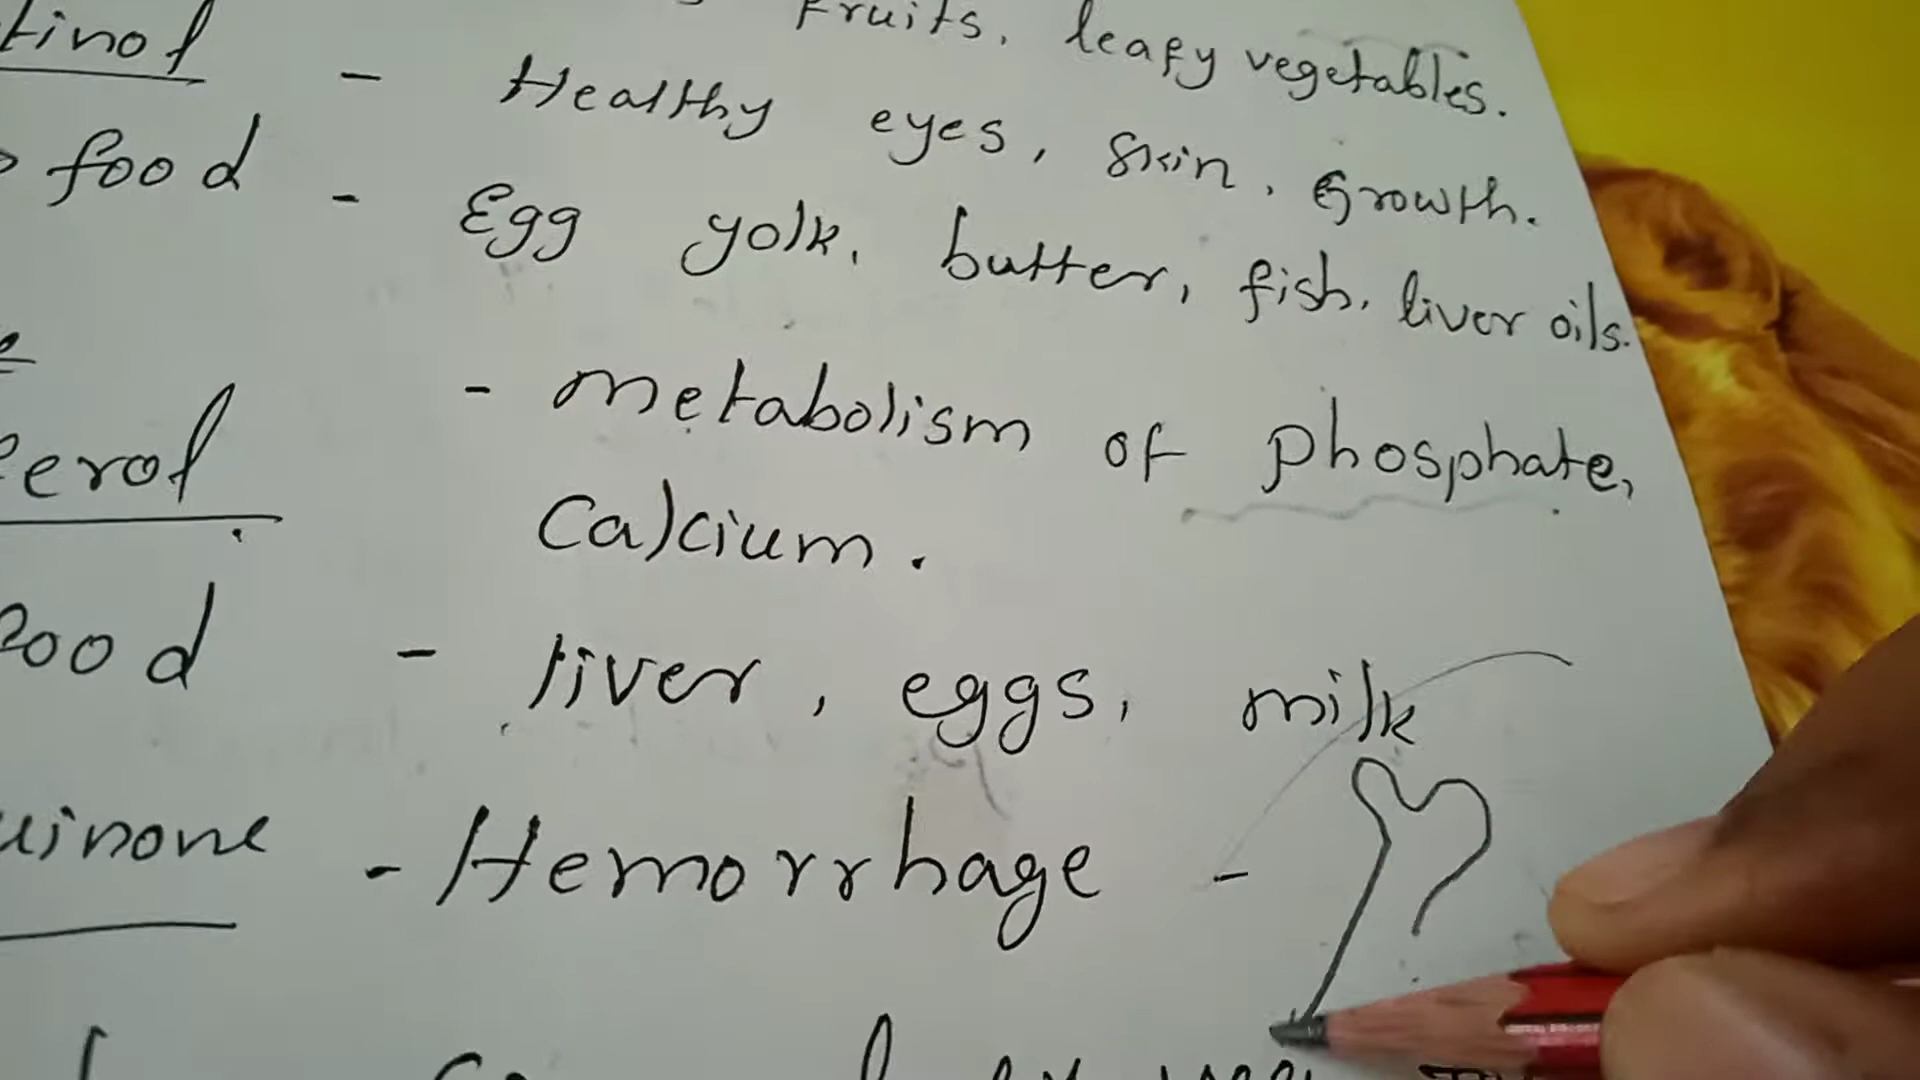 Fruits, leafy vegetables.
tinol - Healthy eyes, skin, Growth.
food - Egg yolk, butter, fish, liver oils.
- metabolism of phosphate,
erol
Calcium.
food - liver, eggs, milk
uinone - Hemorrhage -